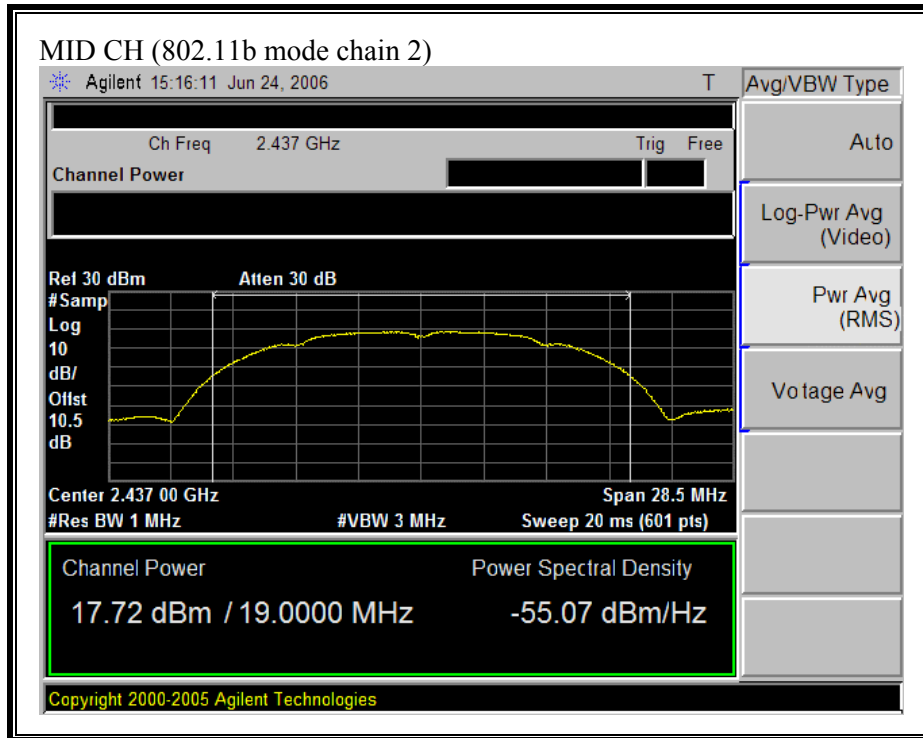 MID CH (802.11b mode chain 2)
Agilent 15:16:11 Jun 24, 2006 T
Avg/VBW Type
Ch Freq 2.437 GHz Trig Free
Channel Power
Auto
Log-Pwr Avg
(Video)
Pwr Avg
(RMS)
Voltage Avg
Ref 30 dBm Atten 30 dB
#Samp
Log
10
dB/
Offst
10.5
dB
Center 2.437 00 GHz Span 28.5 MHz
#Res BW 1 MHz #VBW 3 MHz Sweep 20 ms (601 pts)
Channel Power Power Spectral Density
17.72 dBm / 19.0000 MHz -55.07 dBm/Hz
Copyright 2000-2005 Agilent Technologies